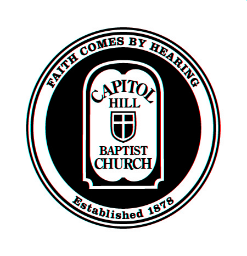 FAITH COMES BY HEARING
CAPITOL
HILL
BAPTIST
CHURCH
Established 1878